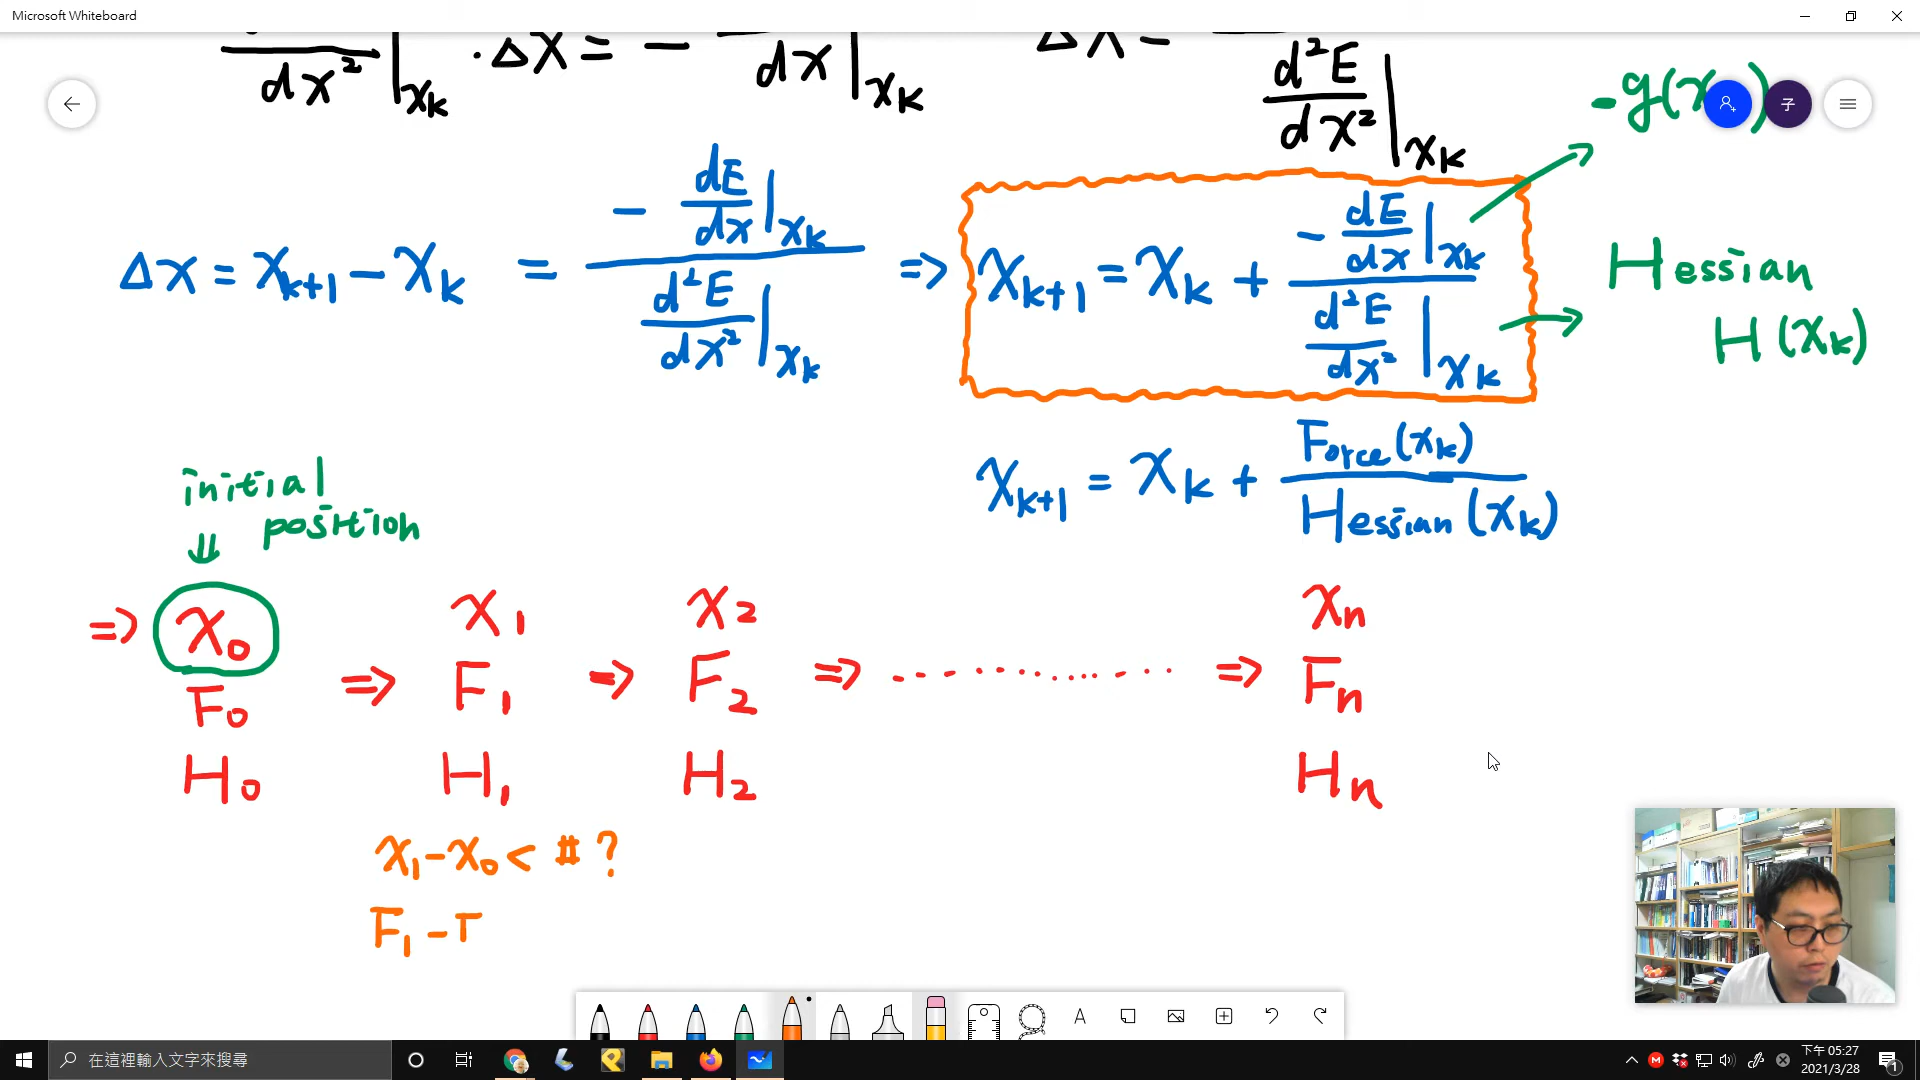 Microsoft Whiteboard
dx²|xₖ · ΔX = − dx|xₖ
ΔX = d²E/dx²|xₖ
-g(x )
子
Δx = xₖ₊₁ − xₖ = − dE/dx|xₖ / d²E/dx²|xₖ ⇒ xₖ₊₁ = xₖ + − dE/dx|xₖ / d²E/dx²|xₖ
Hessian
H(xₖ)
xₖ₊₁ = xₖ + Force(xₖ) / Hessian(xₖ)
initial
position
⇓
⇒ x₀ x₁ x₂ xₙ
F₀ ⇒ F₁ ⇒ F₂ ⇒ ............ ⇒ Fₙ
H₀ H₁ H₂ Hₙ
x₁-x₀ < # ?
F₁ -
A
在這裡輸入文字來搜尋
下午 05:27
2021/3/28
1